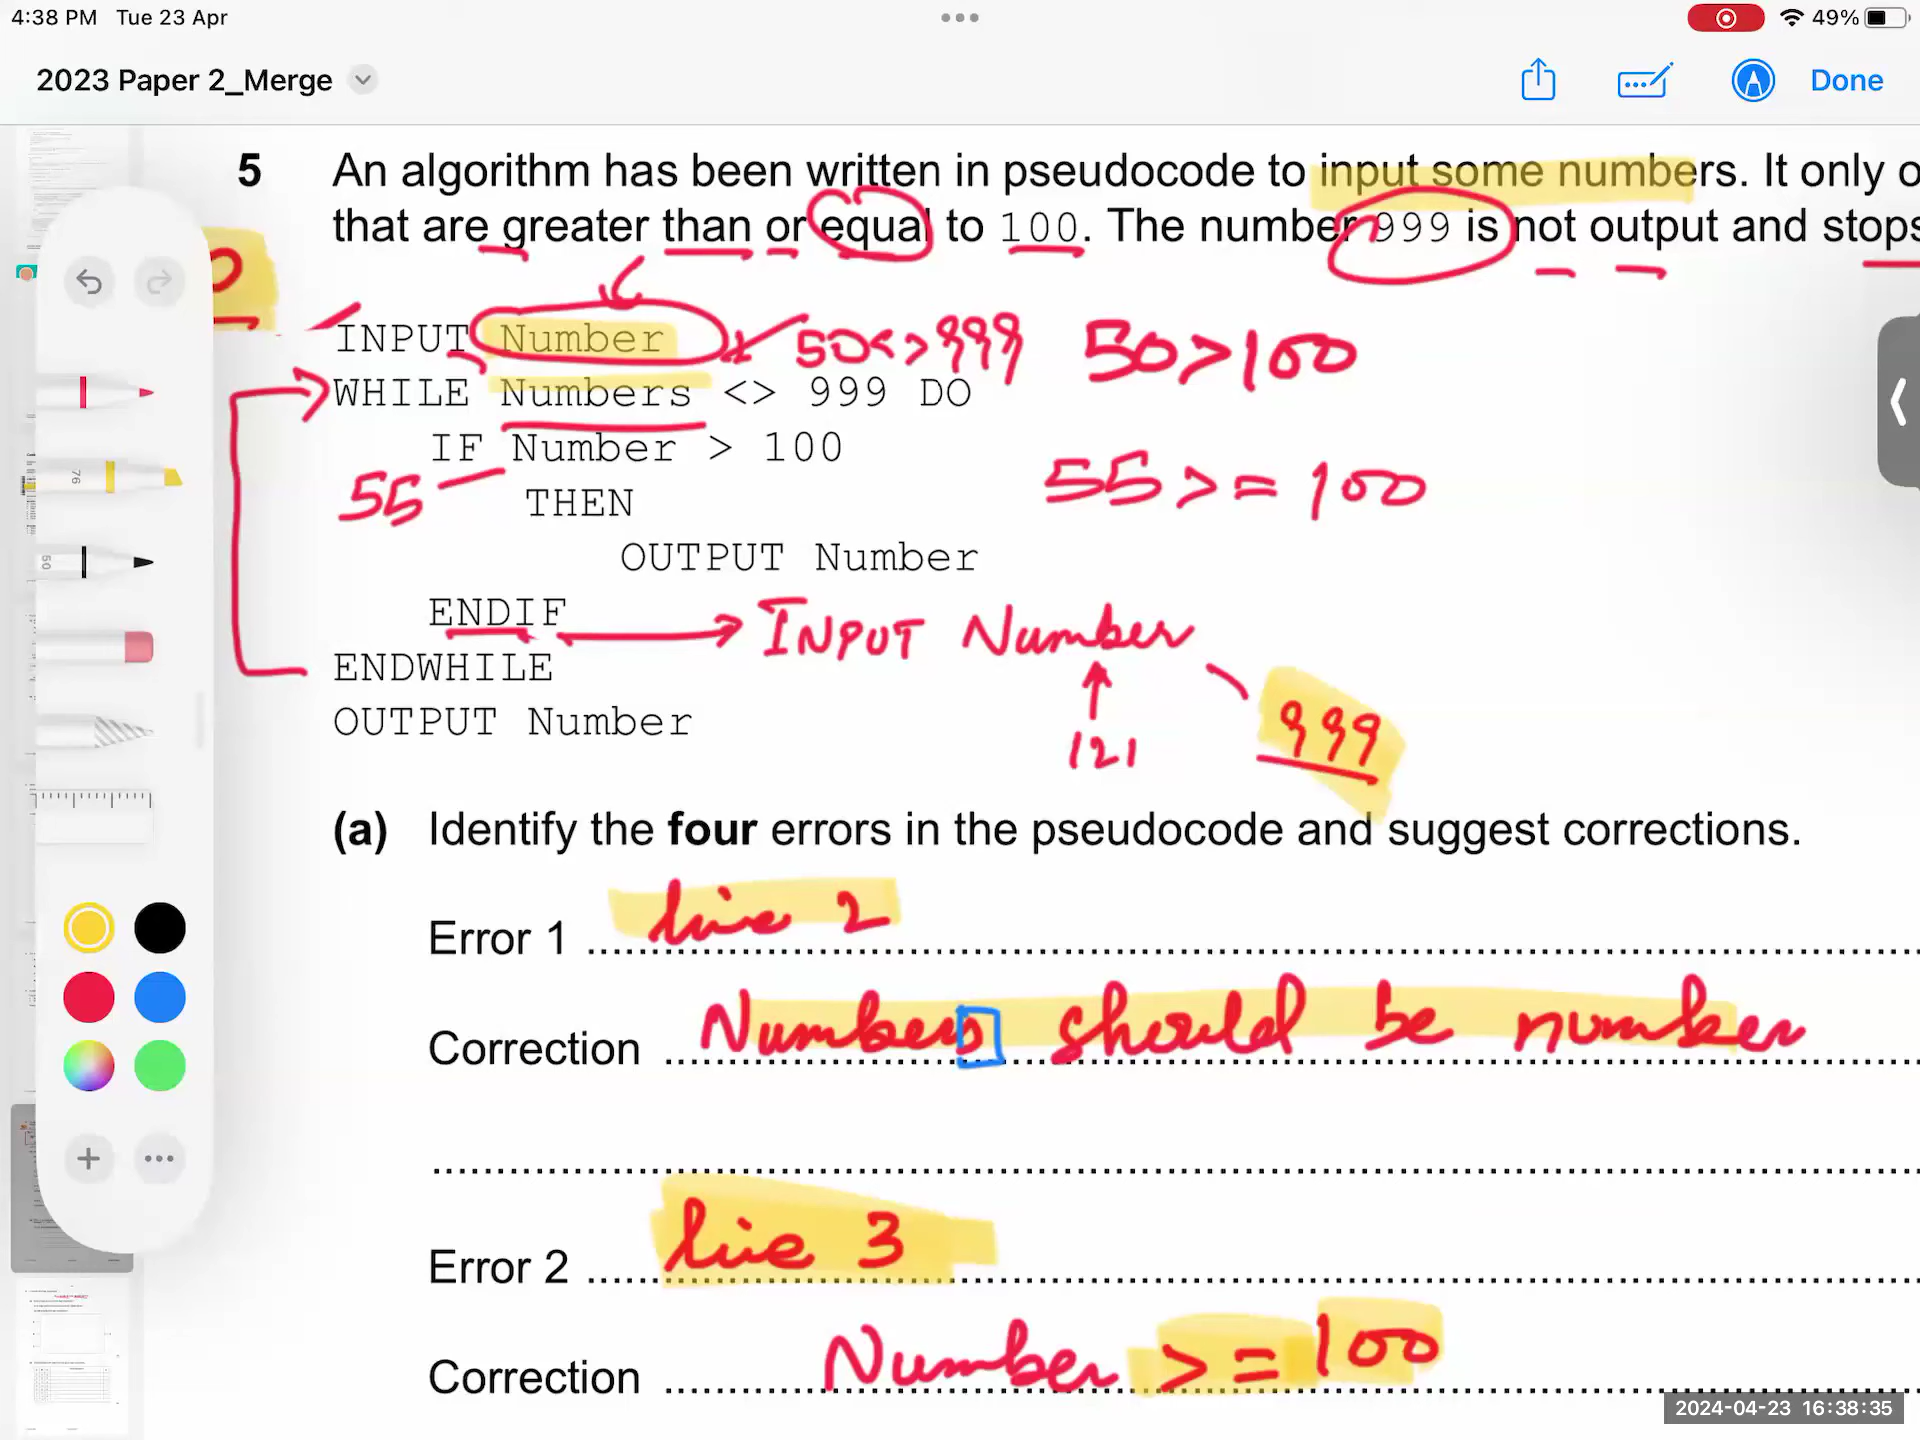 4:38 PM Tue 23 Apr
49%
2023 Paper 2_Merge
Done
5 An algorithm has been written in pseudocode to input some numbers. It only o
that are greater than or equal to 100. The number 999 is not output and stops
INPUT Number 50<>999 50>100
WHILE Numbers <> 999 DO
IF Number > 100
55 55 >= 100
THEN
OUTPUT Number
ENDIF INPUT Number
ENDWHILE
OUTPUT Number
121 999
(a) Identify the four errors in the pseudocode and suggest corrections.
Error 1 line 2
Correction Numbers should be number
Error 2 line 3
Correction Number >= 100
76
50
2024-04-23 16:38:35